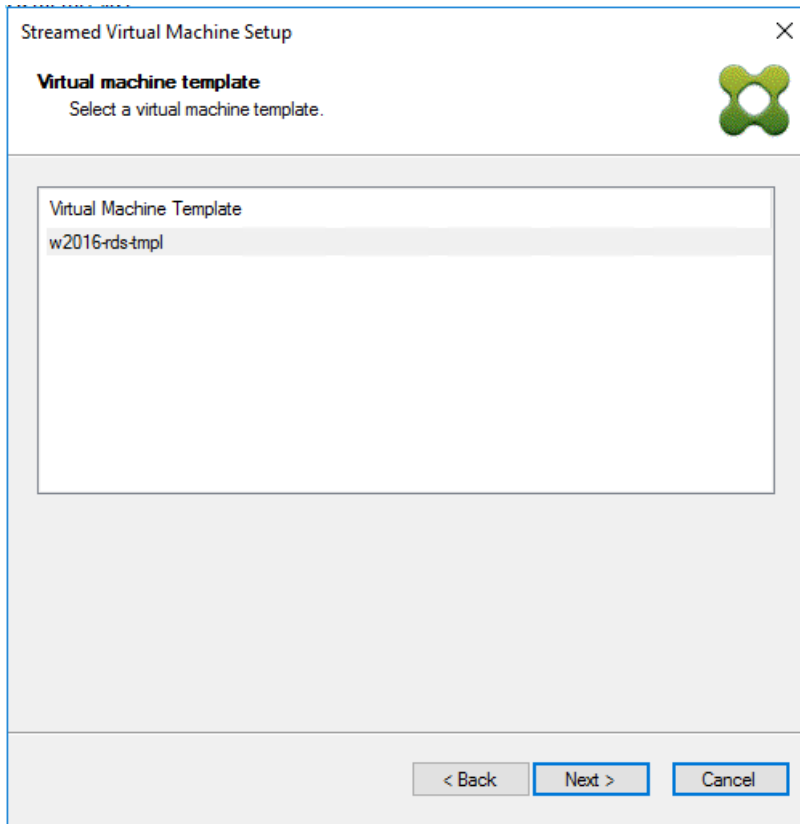 Streamed Virtual Machine Setup
Virtual machine template
Select a virtual machine template.
Virtual Machine Template
w2016-rds-tmpl
< Back
Next >
Cancel